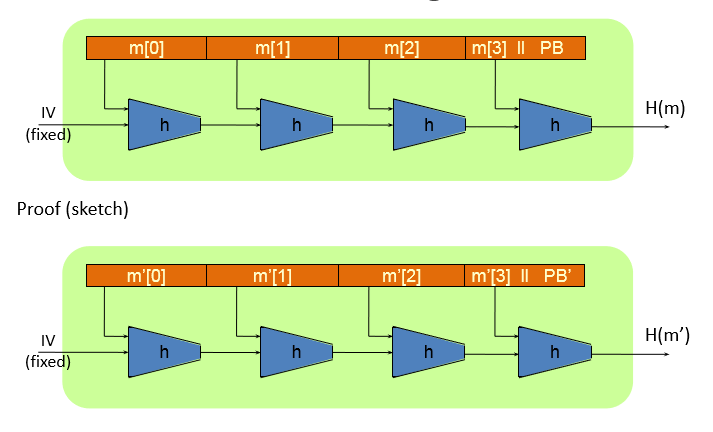 m[0] m[1] m[2] m[3] ll PB
IV
(fixed)
h h h h
H(m)
Proof (sketch)
m'[0] m'[1] m'[2] m'[3] ll PB'
IV
(fixed)
h h h h
H(m')